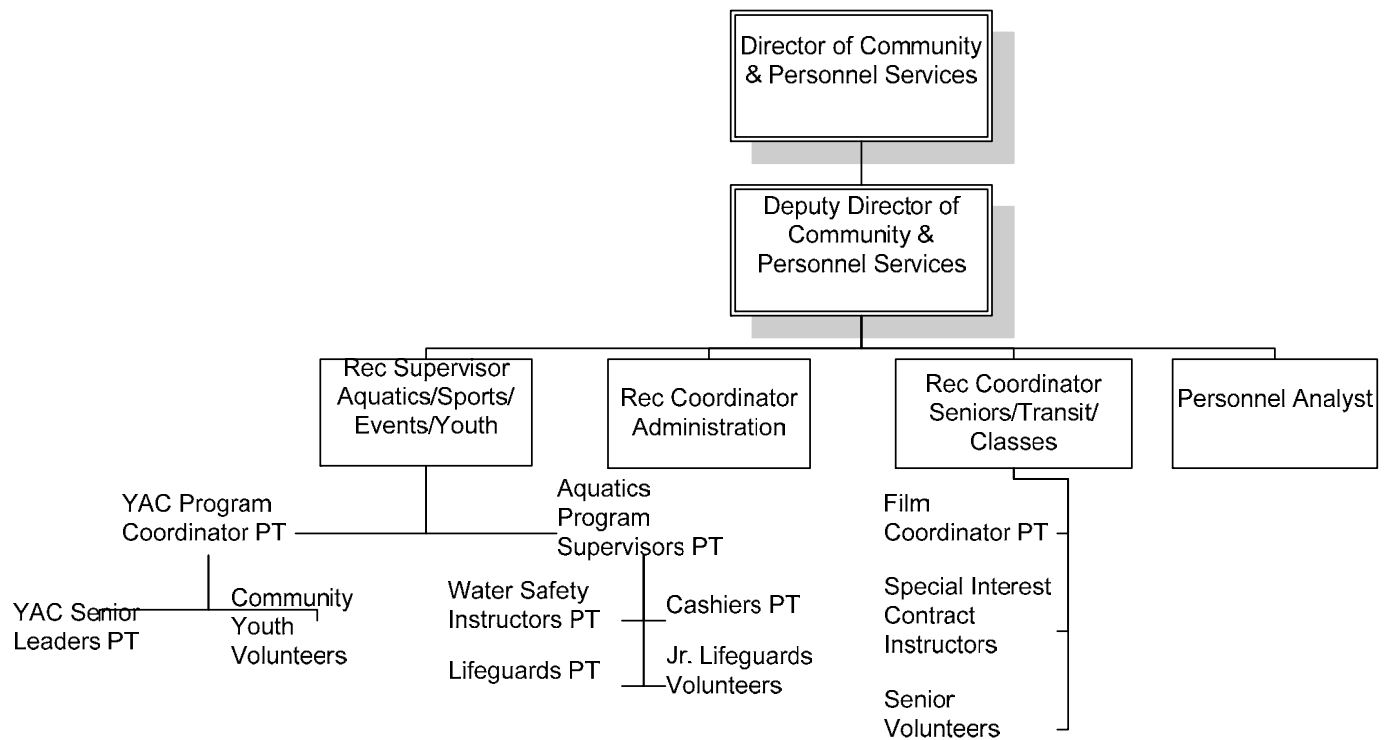 Director of Community
& Personnel Services
Deputy Director of
Community &
Personnel Services
Rec Supervisor
Aquatics/Sports/
Events/Youth
Rec Coordinator
Administration
Rec Coordinator
Seniors/Transit/
Classes
Personnel Analyst
YAC Program
Coordinator PT
Aquatics
Program
Supervisors PT
Film
Coordinator PT
YAC Senior
Leaders PT
Community
Youth
Volunteers
Water Safety
Instructors PT
Cashiers PT
Special Interest
Contract
Instructors
Lifeguards PT
Jr. Lifeguards
Volunteers
Senior
Volunteers